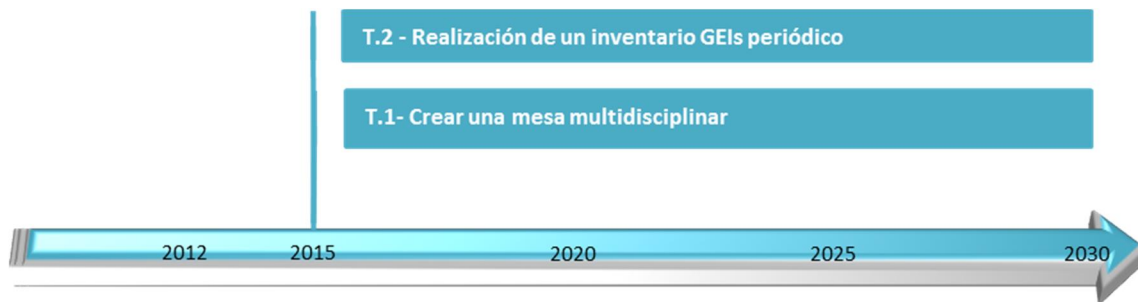 T.2 - Realización de un inventario GEIs periódico
T.1- Crear una mesa multidisciplinar
2012 2015 2020 2025 2030